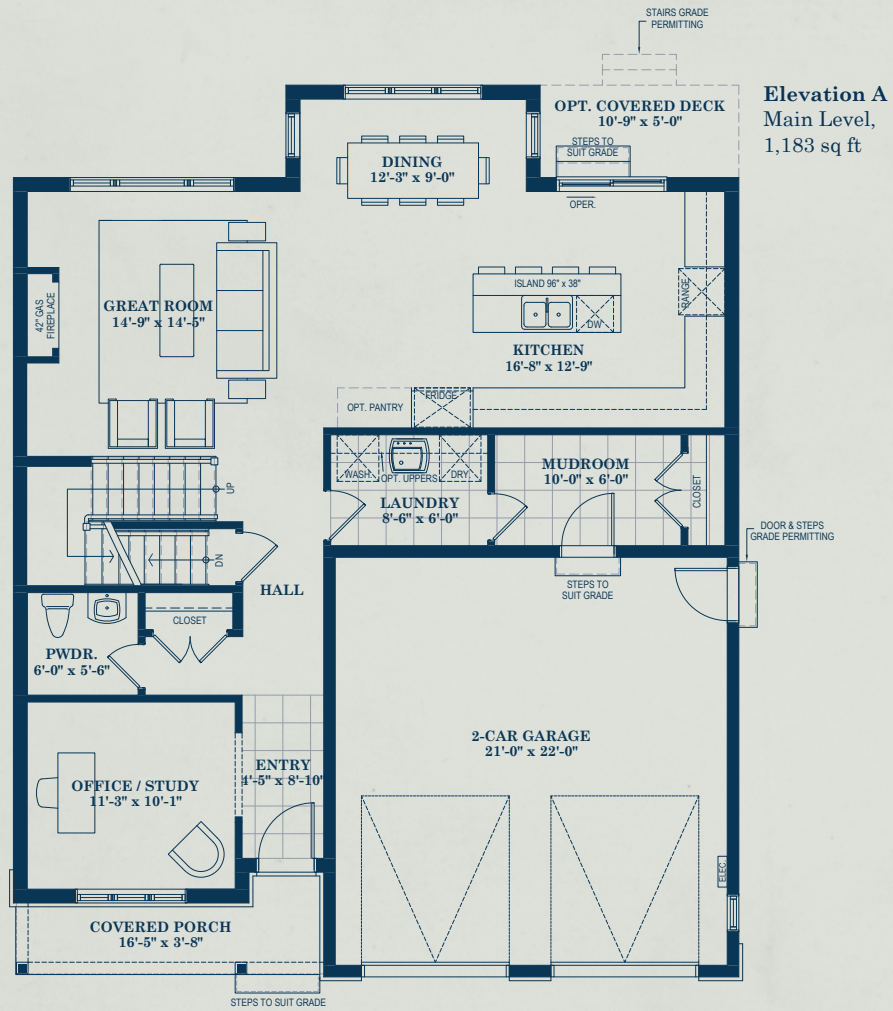 STAIRS GRADE
PERMITTING
Elevation A
Main Level,
1,183 sq ft
OPT. COVERED DECK
10'-9" x 5'-0"
STEPS TO
SUIT GRADE
DINING
12'-3" x 9'-0"
OPER.
ISLAND 96" x 38"
DW
RANGE
42" GAS
FIREPLACE
GREAT ROOM
14'-9" x 14'-5"
KITCHEN
16'-8" x 12'-9"
OPT. PANTRY
FRIDGE
WASH
OPT. UPPERS
DRY
LAUNDRY
8'-6" x 6'-0"
MUDROOM
10'-0" x 6'-0"
CLOSET
UP
DN
DOOR & STEPS
GRADE PERMITTING
STEPS TO
SUIT GRADE
HALL
CLOSET
PWDR.
6'-0" x 5'-6"
2-CAR GARAGE
21'-0" x 22'-0"
ENTRY
4'-5" x 8'-10"
OFFICE / STUDY
11'-3" x 10'-1"
ELEC.
COVERED PORCH
16'-5" x 3'-8"
STEPS TO SUIT GRADE